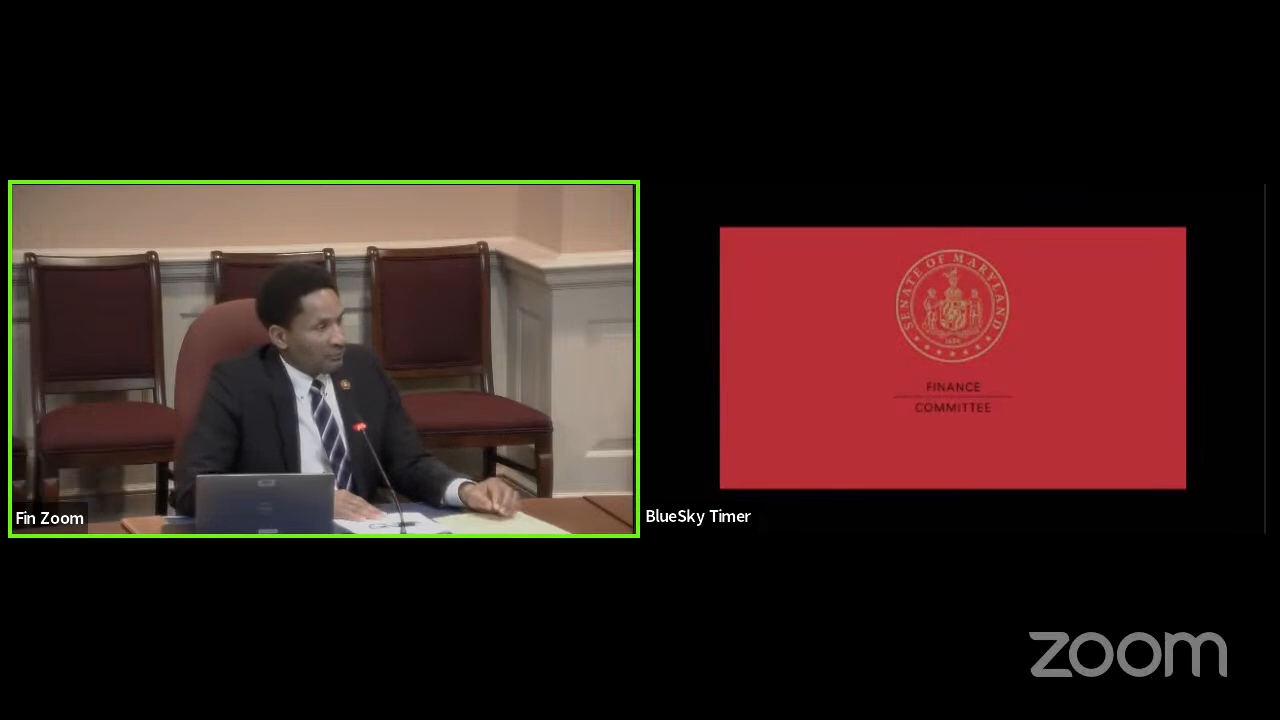 SENATE OF MARYLAND
FINANCE
COMMITTEE
Fin Zoom
BlueSky Timer
zoom